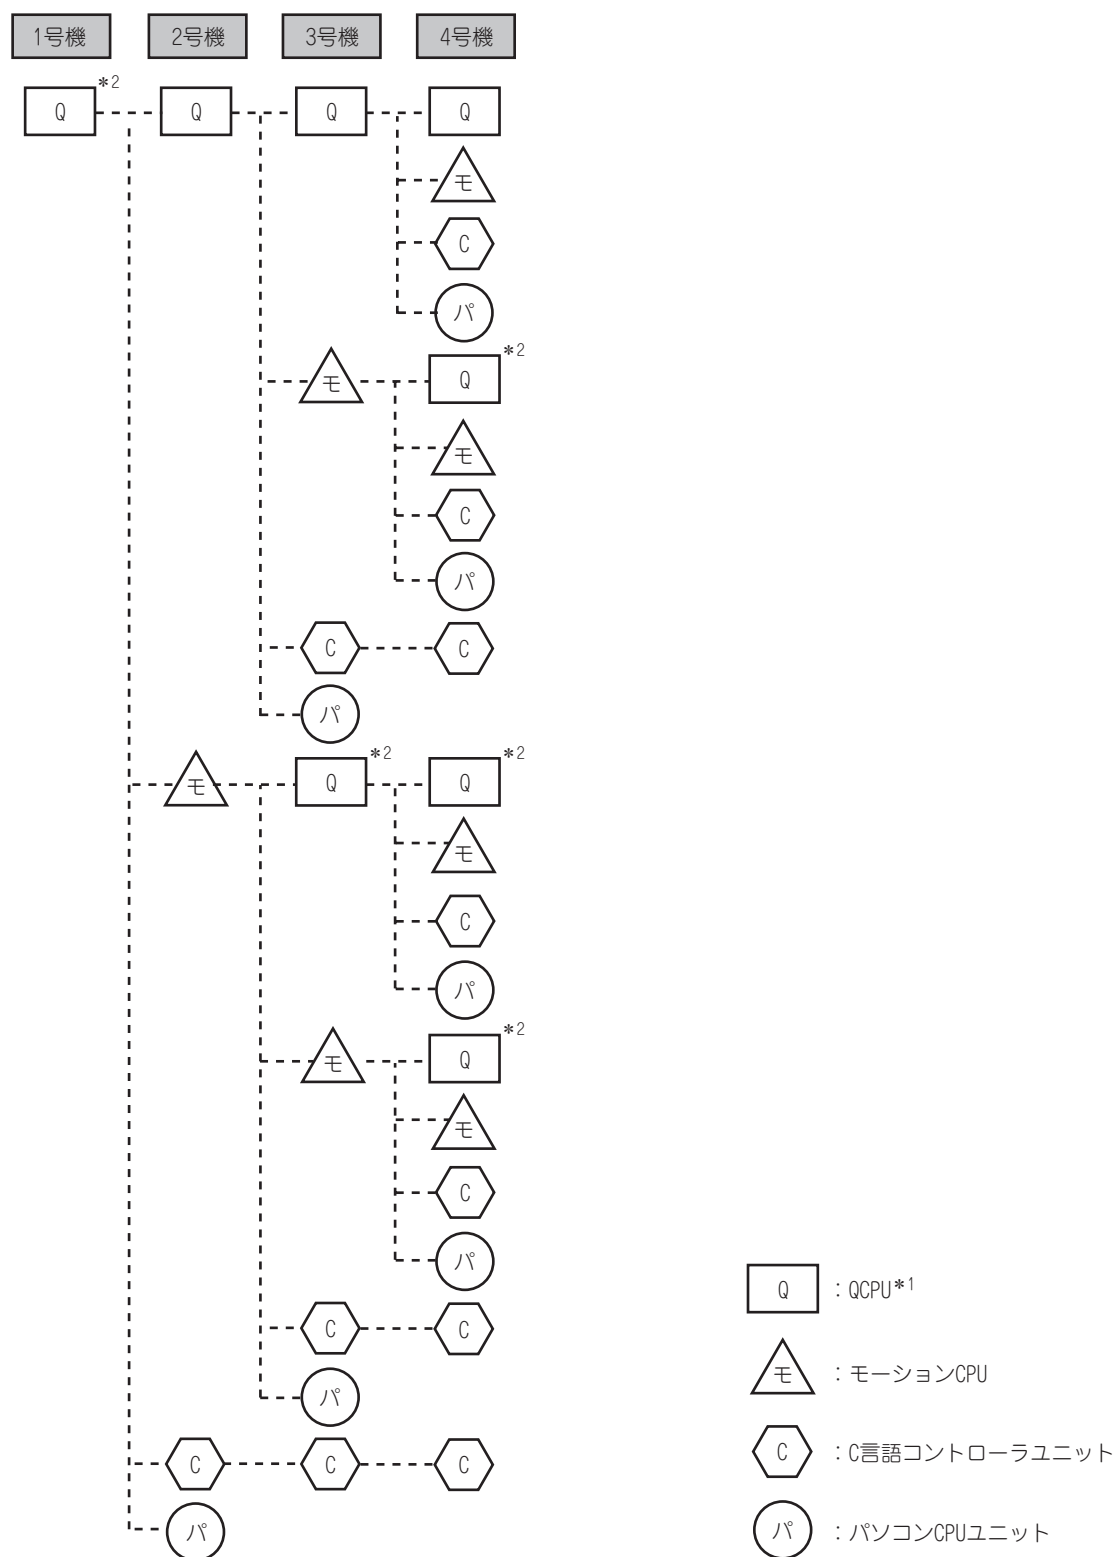 1号機 2号機 3号機 4号機
Q*2 Q Q Q
モ
C
パ
モ Q*2
モ
C
パ
C C
パ
モ Q*2 Q*2
モ
C
パ
モ Q*2
モ
C
パ
C C
パ
C C C
パ
Q :QCPU*1
モ :モーションCPU
C :C言語コントローラユニット
パ :パソコンCPUユニット